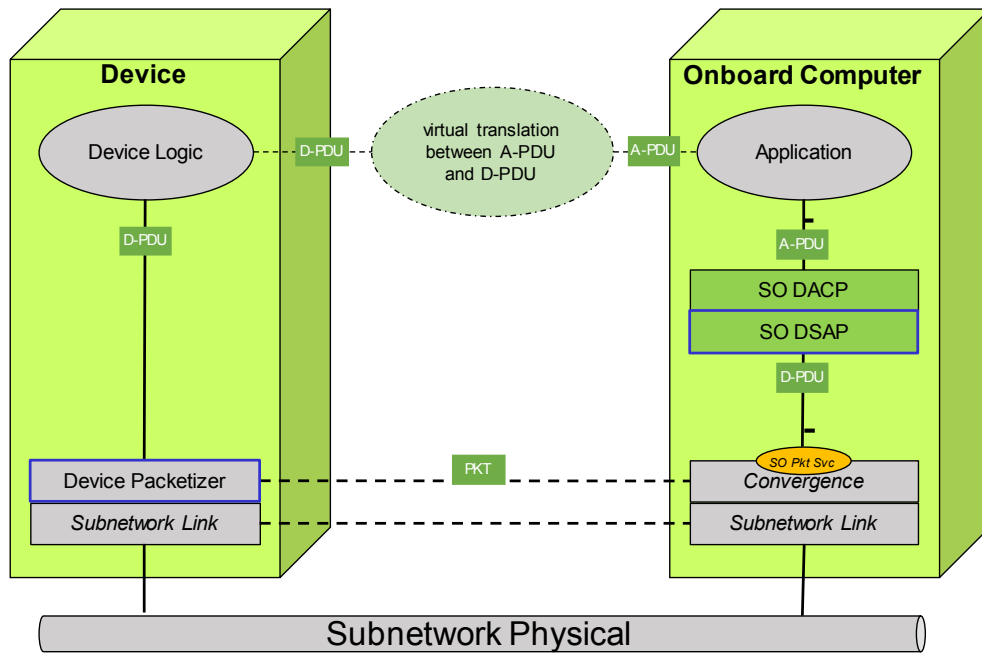 Device
Onboard Computer
Device Logic
D-PDU
virtual translation
between A-PDU
and D-PDU
A-PDU
Application
D-PDU
A-PDU
SO DACP
SO DSAP
D-PDU
SO Pkt Svc
Device Packetizer
PKT
Convergence
Subnetwork Link
Subnetwork Link
Subnetwork Physical